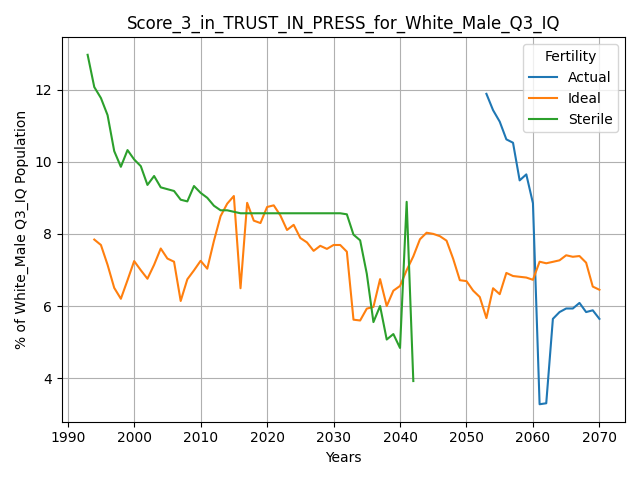 Score_3_in_TRUST_IN_PRESS_for_White_Male_Q3_IQ
Fertility
Actual
Ideal
Sterile
% of White_Male Q3_IQ Population
12
10
8
6
4
1990 2000 2010 2020 2030 2040 2050 2060 2070
Years